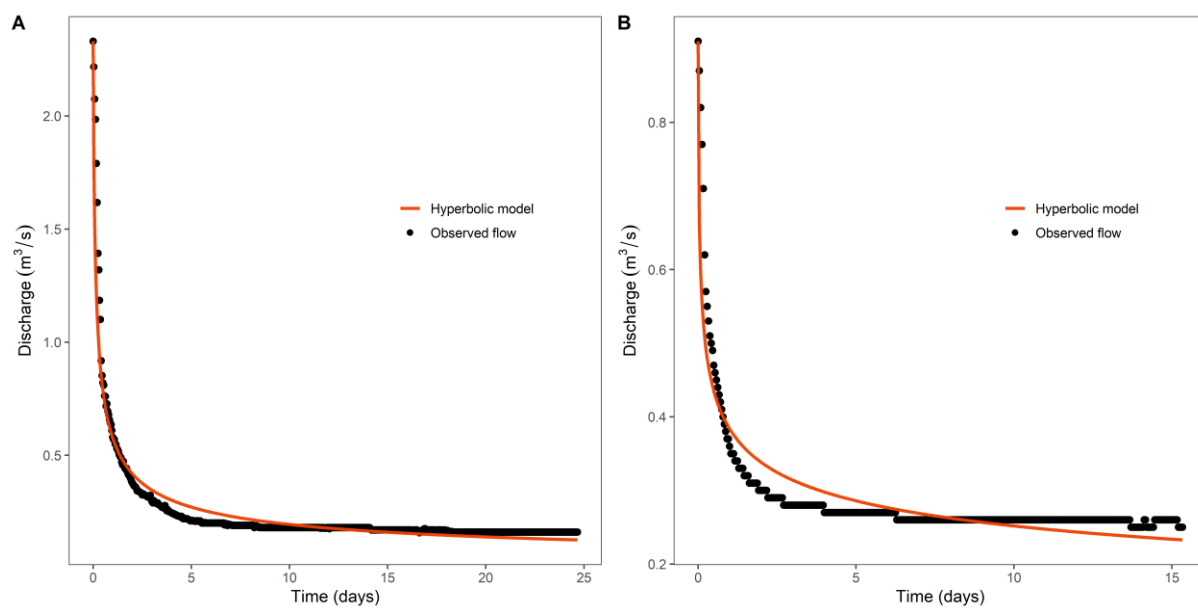 A
2.0
1.5
1.0
0.5
Discharge (m³/s)
Hyperbolic model
Observed flow
0
5
10
15
20
25
Time (days)
B
0.8
0.6
0.4
0.2
Discharge (m³/s)
Hyperbolic model
Observed flow
0
5
10
15
Time (days)